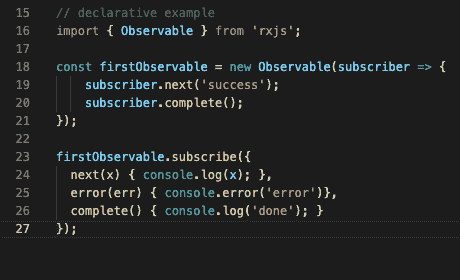 15 // declarative example
16 import { Observable } from 'rxjs';
17
18 const firstObservable = new Observable(subscriber => {
19 subscriber.next('success');
20 subscriber.complete();
21 });
22
23 firstObservable.subscribe({
24 next(x) { console.log(x); },
25 error(err) { console.error('error')},
26 complete() { console.log('done'); }
27 });